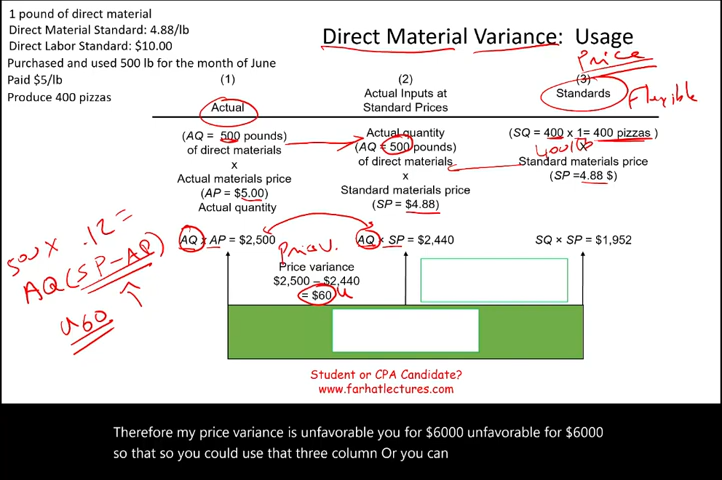 1 pound of direct material
Direct Material Standard: 4.88/lb
Direct Labor Standard: $10.00
Purchased and used 500 lb for the month of June
Paid $5/lb
Produce 400 pizzas
Direct Material Variance: Usage
Price
(1)
Actual
(2)
Actual Inputs at
Standard Prices
(3)
Standards
Flexible
(AQ = 500 pounds)
of direct materials
x
Actual materials price
(AP = $5.00)
Actual quantity
Actual quantity
(AQ = 500 pounds)
of direct materials
x
Standard materials price
(SP = $4.88)
(SQ = 400 x 1= 400 pizzas )
400 lb
x
Standard materials price
(SP =4.88 $)
AQ x AP = $2,500
AQ × SP = $2,440
SQ × SP = $1,952
500 x .12 =
AQ (SP - AP)
U 60
Price V.
Price variance
$2,500 – $2,440
= $60 U
Student or CPA Candidate?
www.farhatlectures.com
Therefore my price variance is unfavorable you for $6000 unfavorable for $6000
so that so you could use that three column Or you can